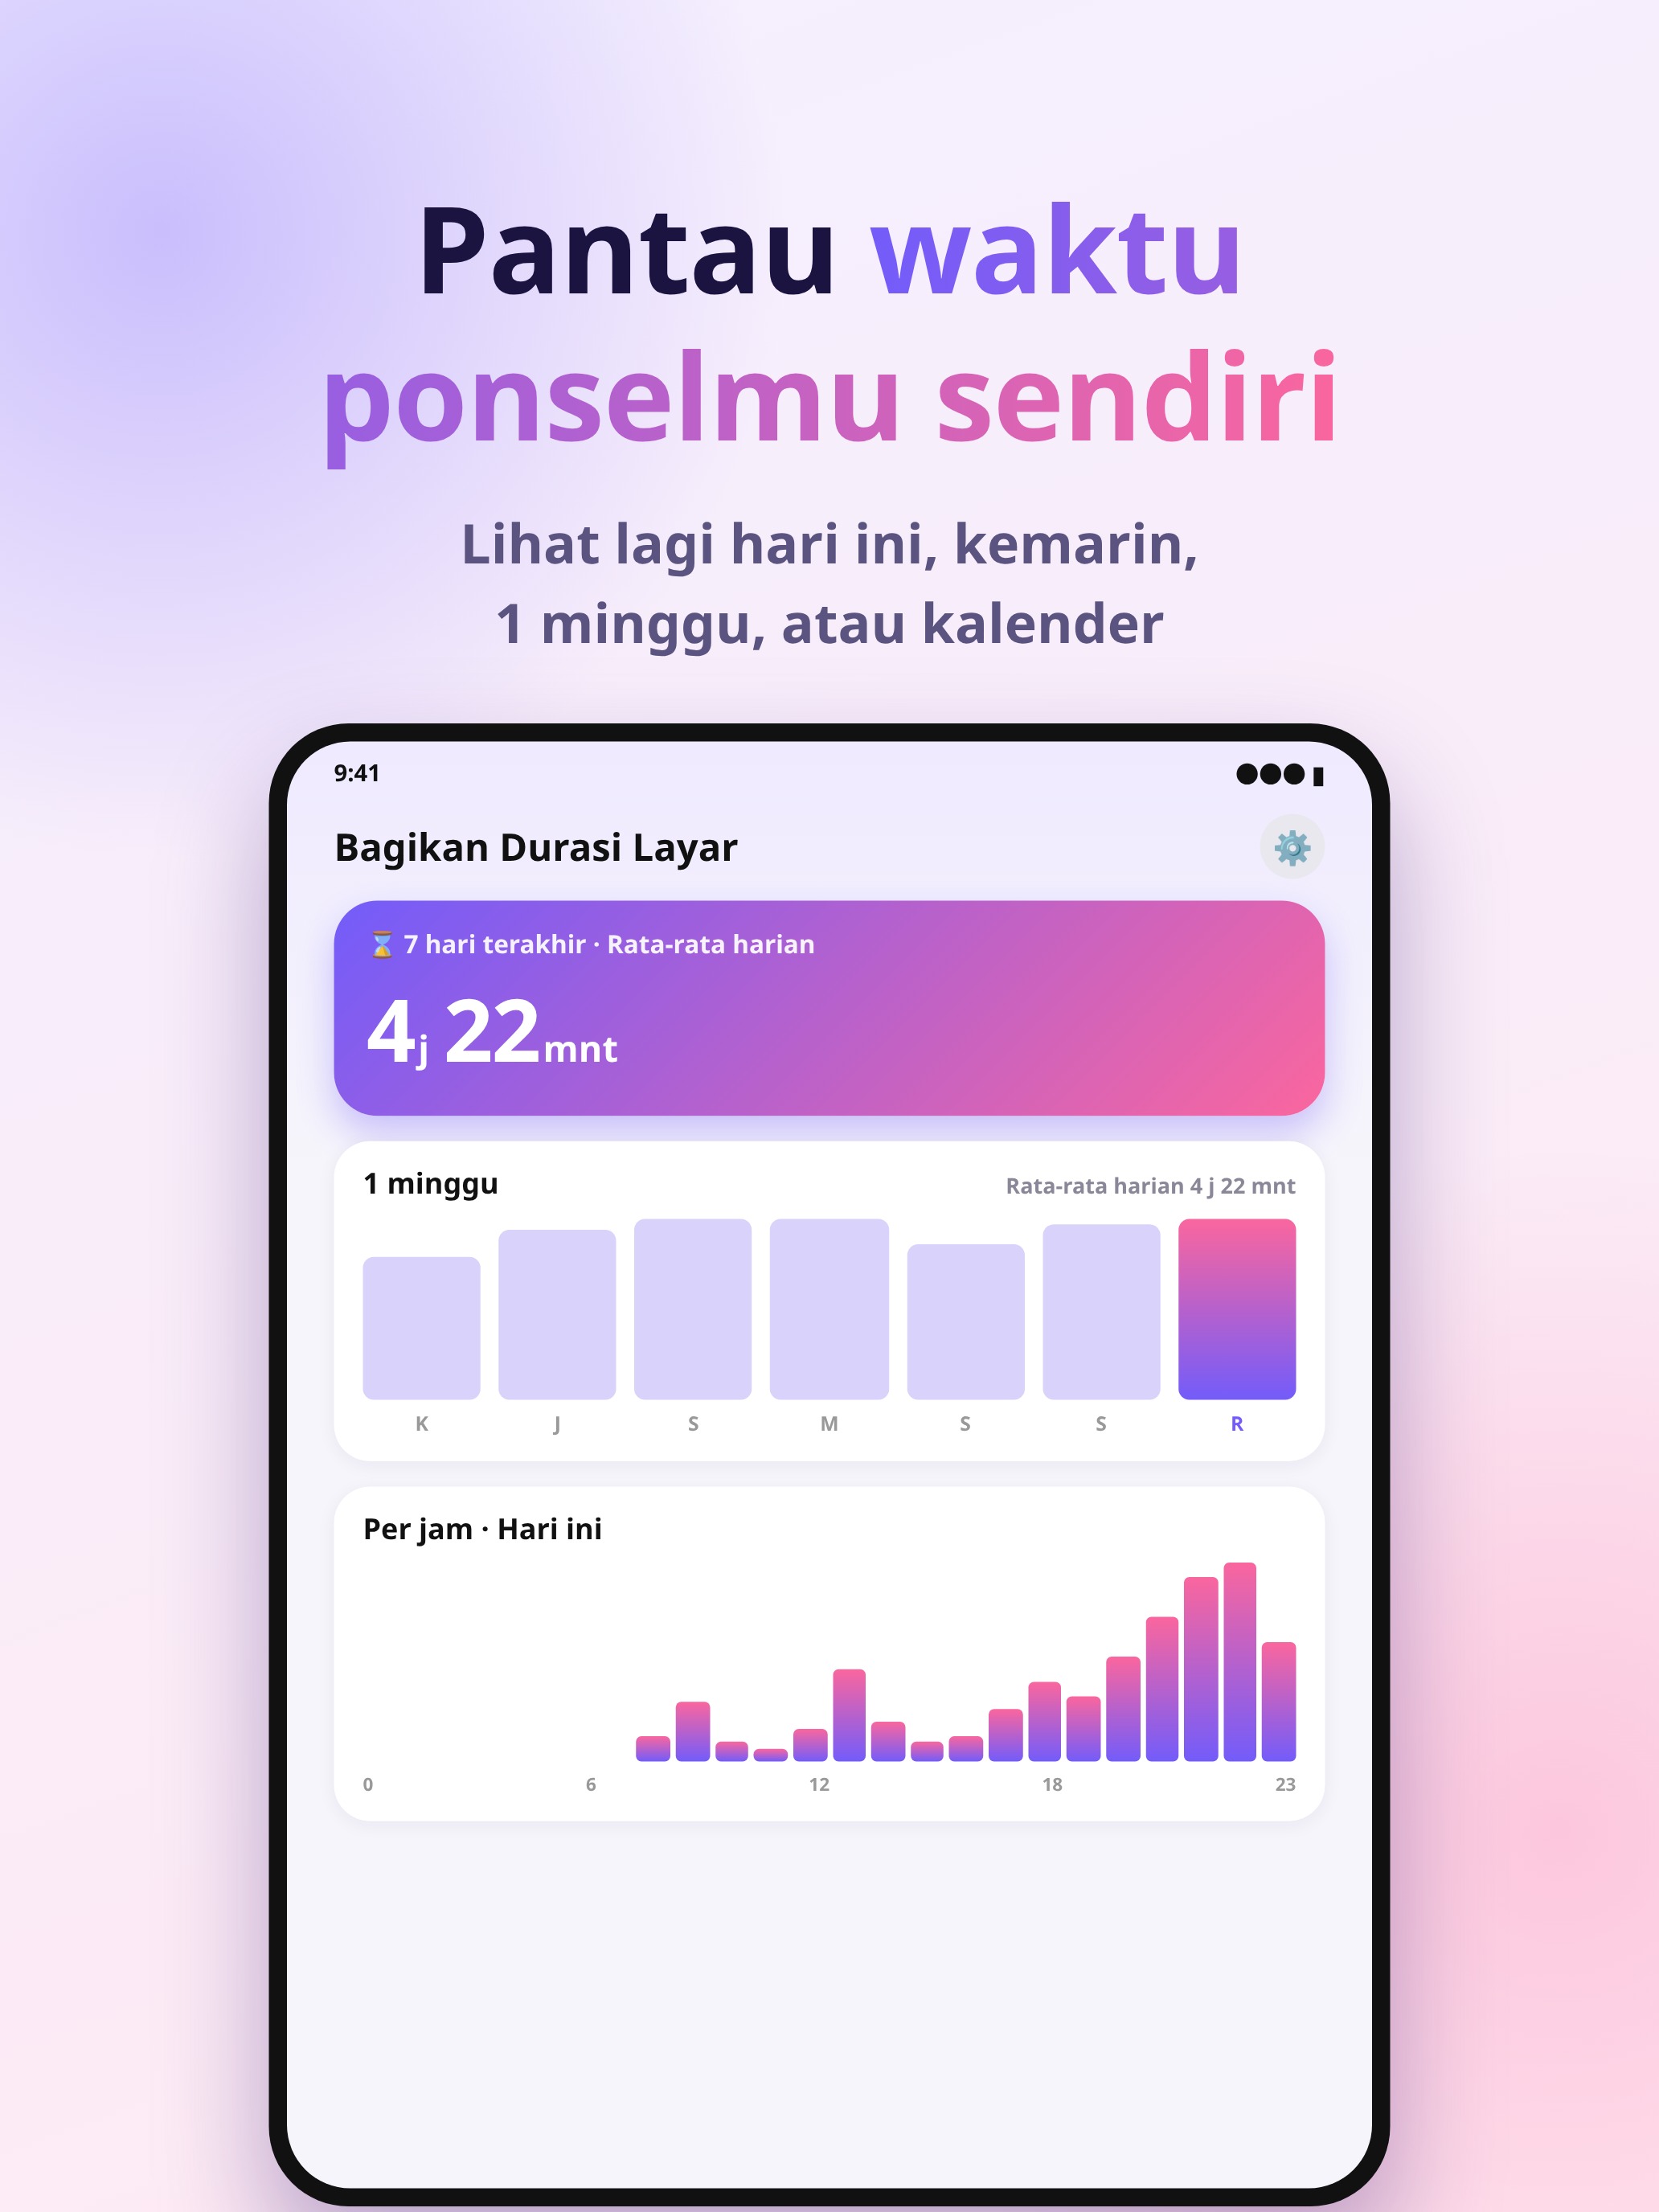 Pantau waktu
ponselmu sendiri
Lihat lagi hari ini, kemarin,
1 minggu, atau kalender
9:41
Bagikan Durasi Layar
7 hari terakhir · Rata-rata harian
4j 22mnt
1 minggu
Rata-rata harian 4 j 22 mnt
K J S M S S R
Per jam · Hari ini
0 6 12 18 23